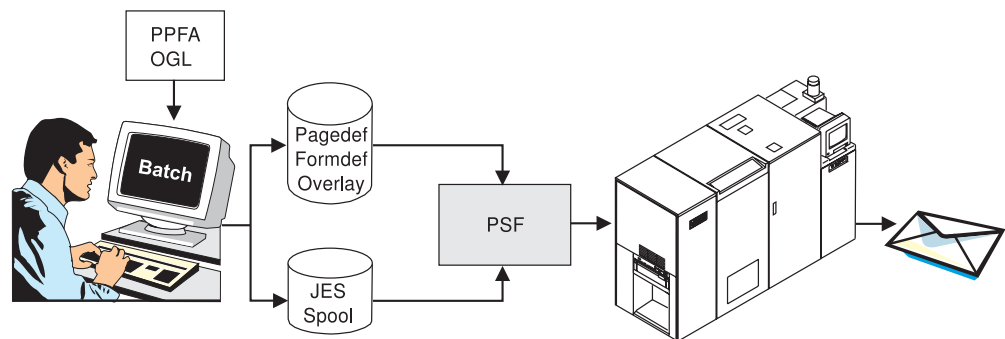 PPFA
OGL
Batch
Pagedef
Formdef
Overlay
PSF
JES
Spool